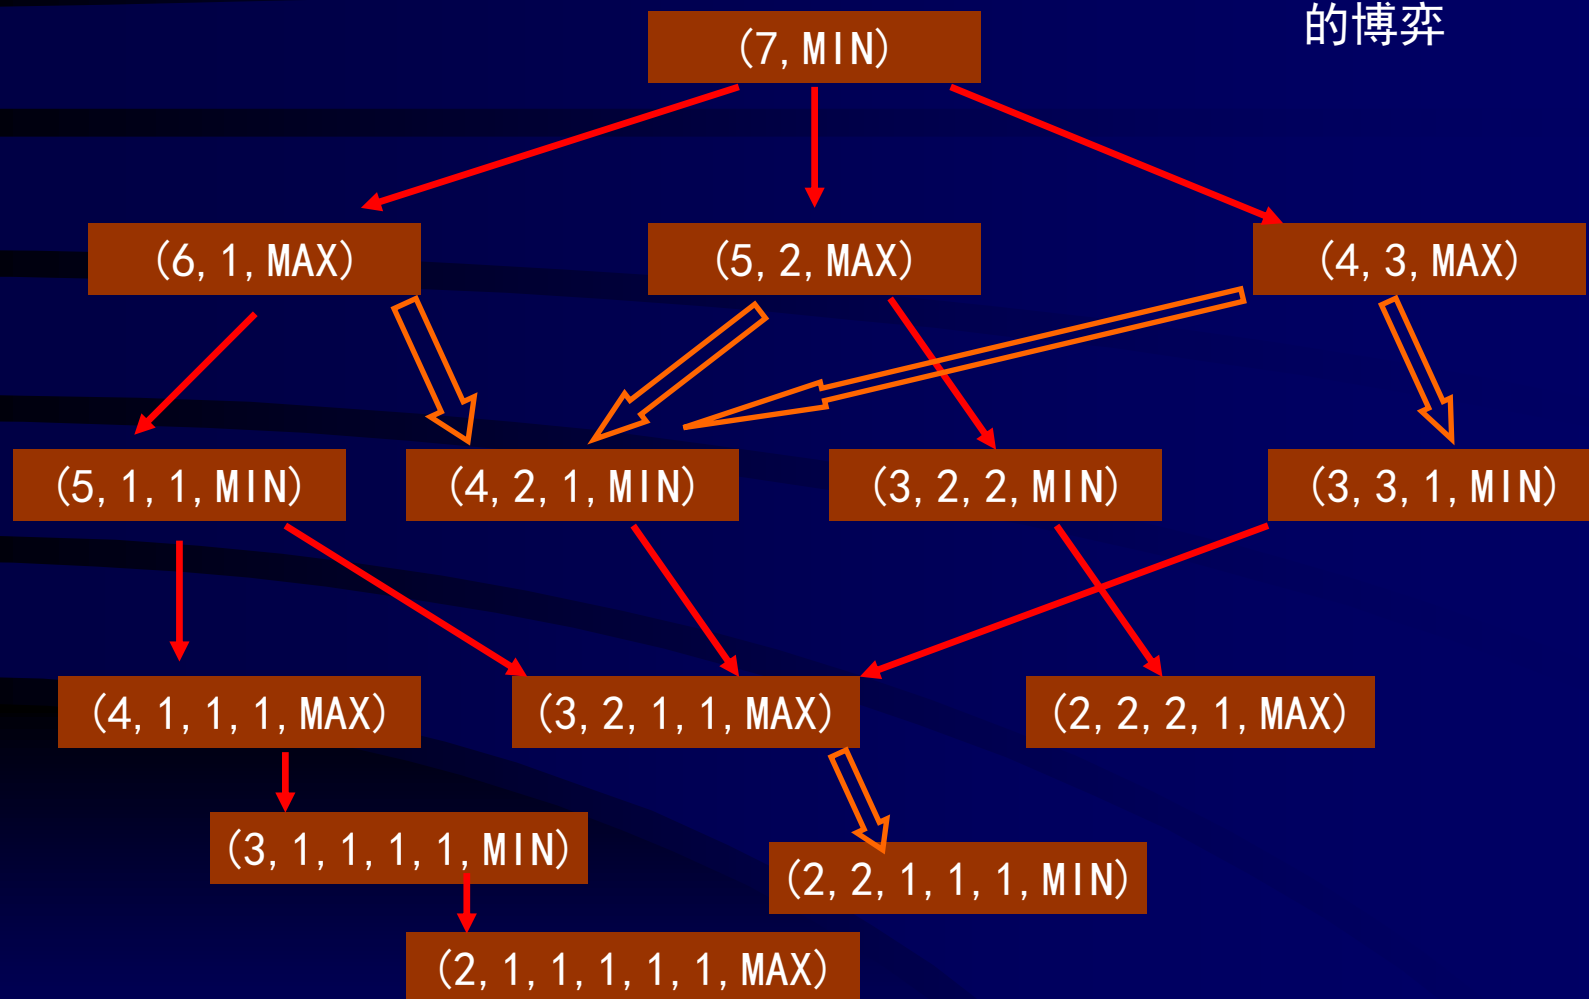 的博弈
(7,MIN)
(6,1,MAX)
(5,2,MAX)
(4,3,MAX)
(5,1,1,MIN)
(4,2,1,MIN)
(3,2,2,MIN)
(3,3,1,MIN)
(4,1,1,1,MAX)
(3,2,1,1,MAX)
(2,2,2,1,MAX)
(3,1,1,1,1,MIN)
(2,2,1,1,1,MIN)
(2,1,1,1,1,1,MAX)